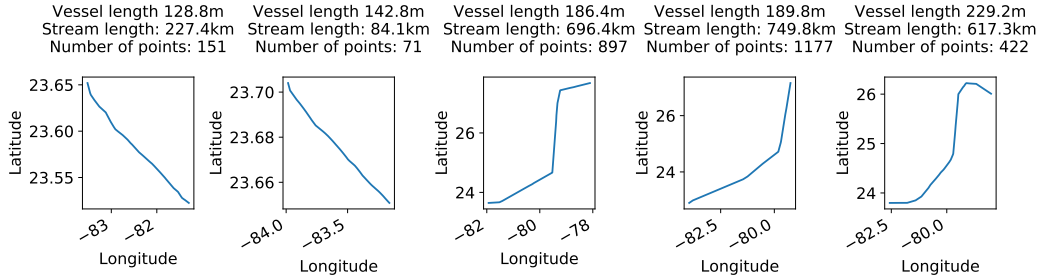 Vessel length 128.8m
Stream length: 227.4km
Number of points: 151
23.65
23.60
23.55
Latitude
−83
−82
Longitude
Vessel length 142.8m
Stream length: 84.1km
Number of points: 71
23.70
23.68
23.66
Latitude
−84.0
−83.5
Longitude
Vessel length 186.4m
Stream length: 696.4km
Number of points: 897
26
24
Latitude
−82
−80
−78
Longitude
Vessel length 189.8m
Stream length: 749.8km
Number of points: 1177
26
24
Latitude
−82.5
−80.0
Longitude
Vessel length 229.2m
Stream length: 617.3km
Number of points: 422
26
25
24
Latitude
−82.5
−80.0
Longitude